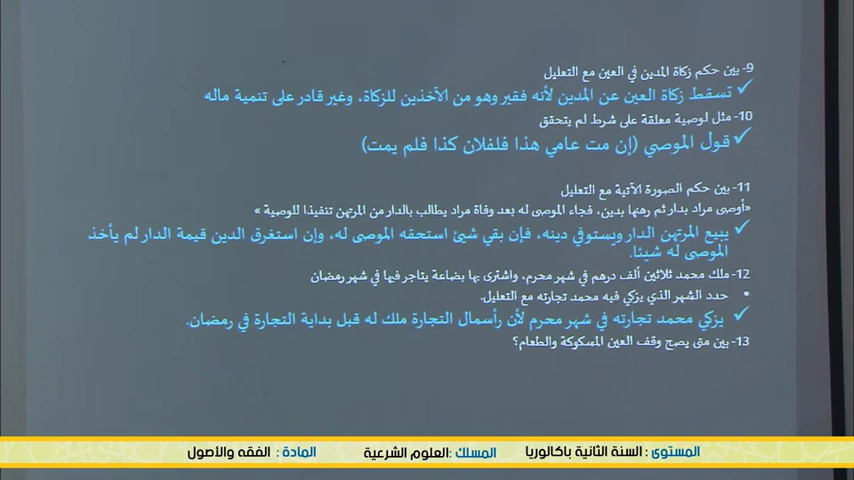 9- بين حكم زكاة المدين في العين مع التعليل
✓ تسقط زكاة العين عن المدين لأنه فقير وهو من الآخذين للزكاة، وغير قادر على تنمية ماله
10- مثل لوصية معلقة على شرط لم يتحقق
✓ قول الموصي (إن مت عامي هذا فلفلان كذا فلم يمت)
11- بين حكم الصورة الآتية مع التعليل
«أوصى مراد بدار ثم رهنها بدين، فجاء الموصى له بعد وفاة مراد يطالب بالدار من المرتهن تنفيذا للوصية »
✓ يبيع المرتهن الدار ويستوفي دينه، فإن بقي شيئ استحقه الموصى له، وإن استغرق الدين قيمة الدار لم يأخذ
الموصى له شيئا.
12- ملك محمد ثلاثين ألف درهم في شهر محرم، واشترى بها بضاعة يتاجر فيها في شهر رمضان
• حدد الشهر الذي يزكي فيه محمد تجارته مع التعليل.
✓ يزكي محمد تجارته في شهر محرم لأن رأسمال التجارة ملك له قبل بداية التجارة في رمضان.
13- بين متى يصح وقف العين المسكوكة والطعام؟
المستوى : السنة الثانية باكالوريا المسلك :العلوم الشرعية المادة : الفقه والأصول